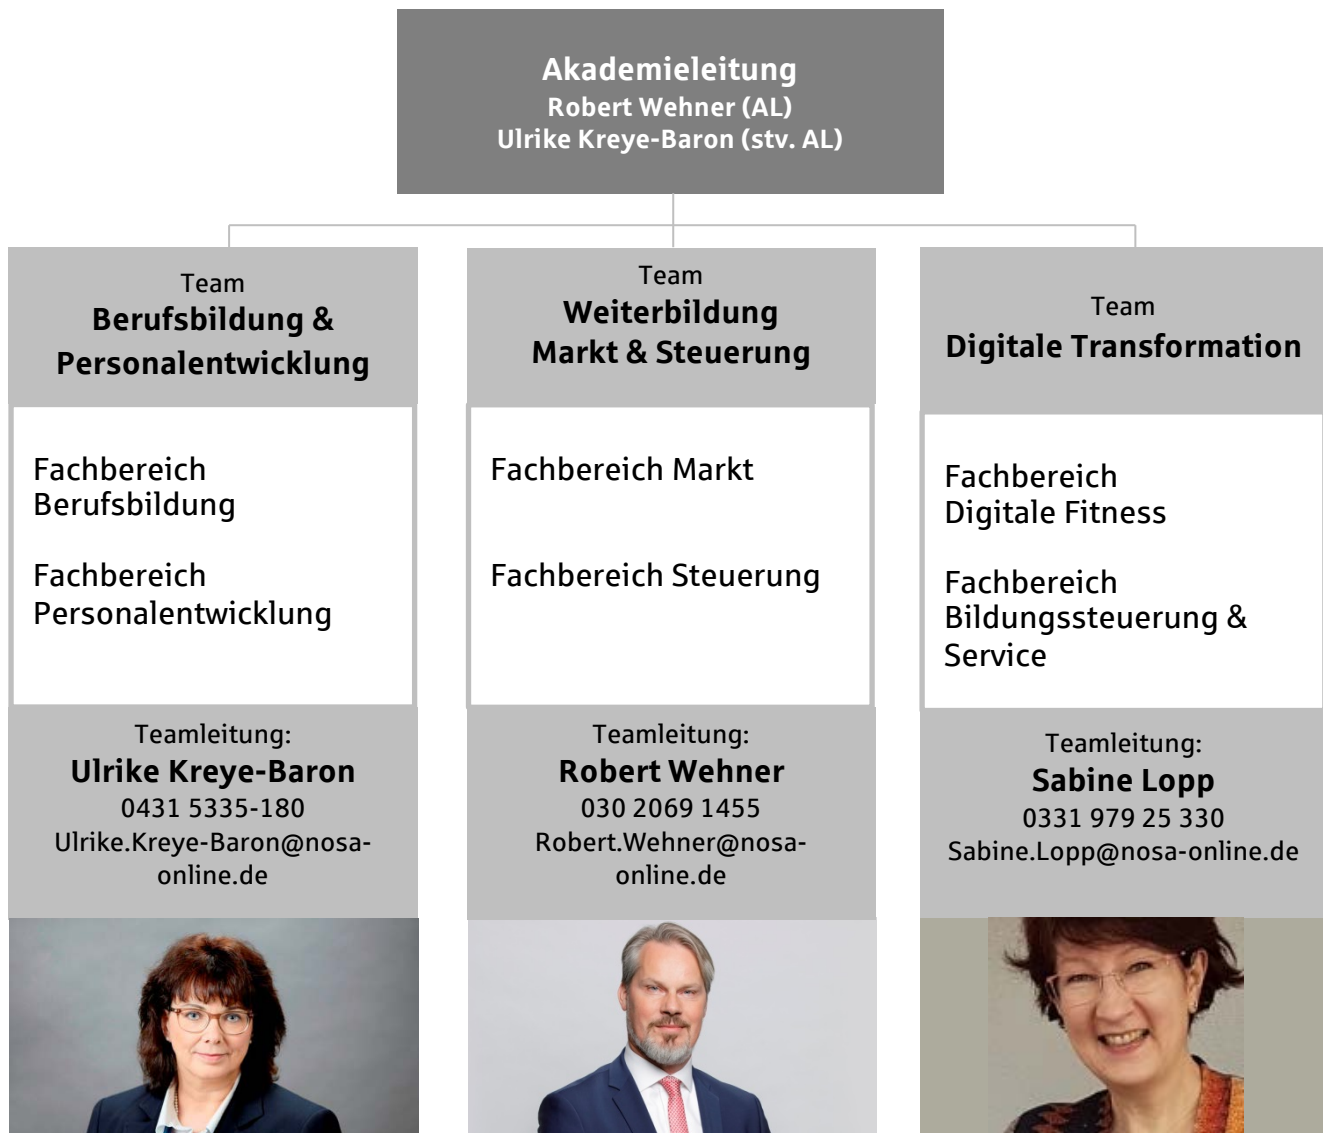 Akademieleitung
Robert Wehner (AL)
Ulrike Kreye-Baron (stv. AL)
Team
Berufsbildung &
Personalentwicklung
Fachbereich
Berufsbildung
Fachbereich
Personalentwicklung
Teamleitung:
Ulrike Kreye-Baron
0431 5335-180
Ulrike.Kreye-Baron@nosa-
online.de
Team
Weiterbildung
Markt & Steuerung
Fachbereich Markt
Fachbereich Steuerung
Teamleitung:
Robert Wehner
030 2069 1455
Robert.Wehner@nosa-
online.de
Team
Digitale Transformation
Fachbereich
Digitale Fitness
Fachbereich
Bildungssteuerung &
Service
Teamleitung:
Sabine Lopp
0331 979 25 330
Sabine.Lopp@nosa-online.de